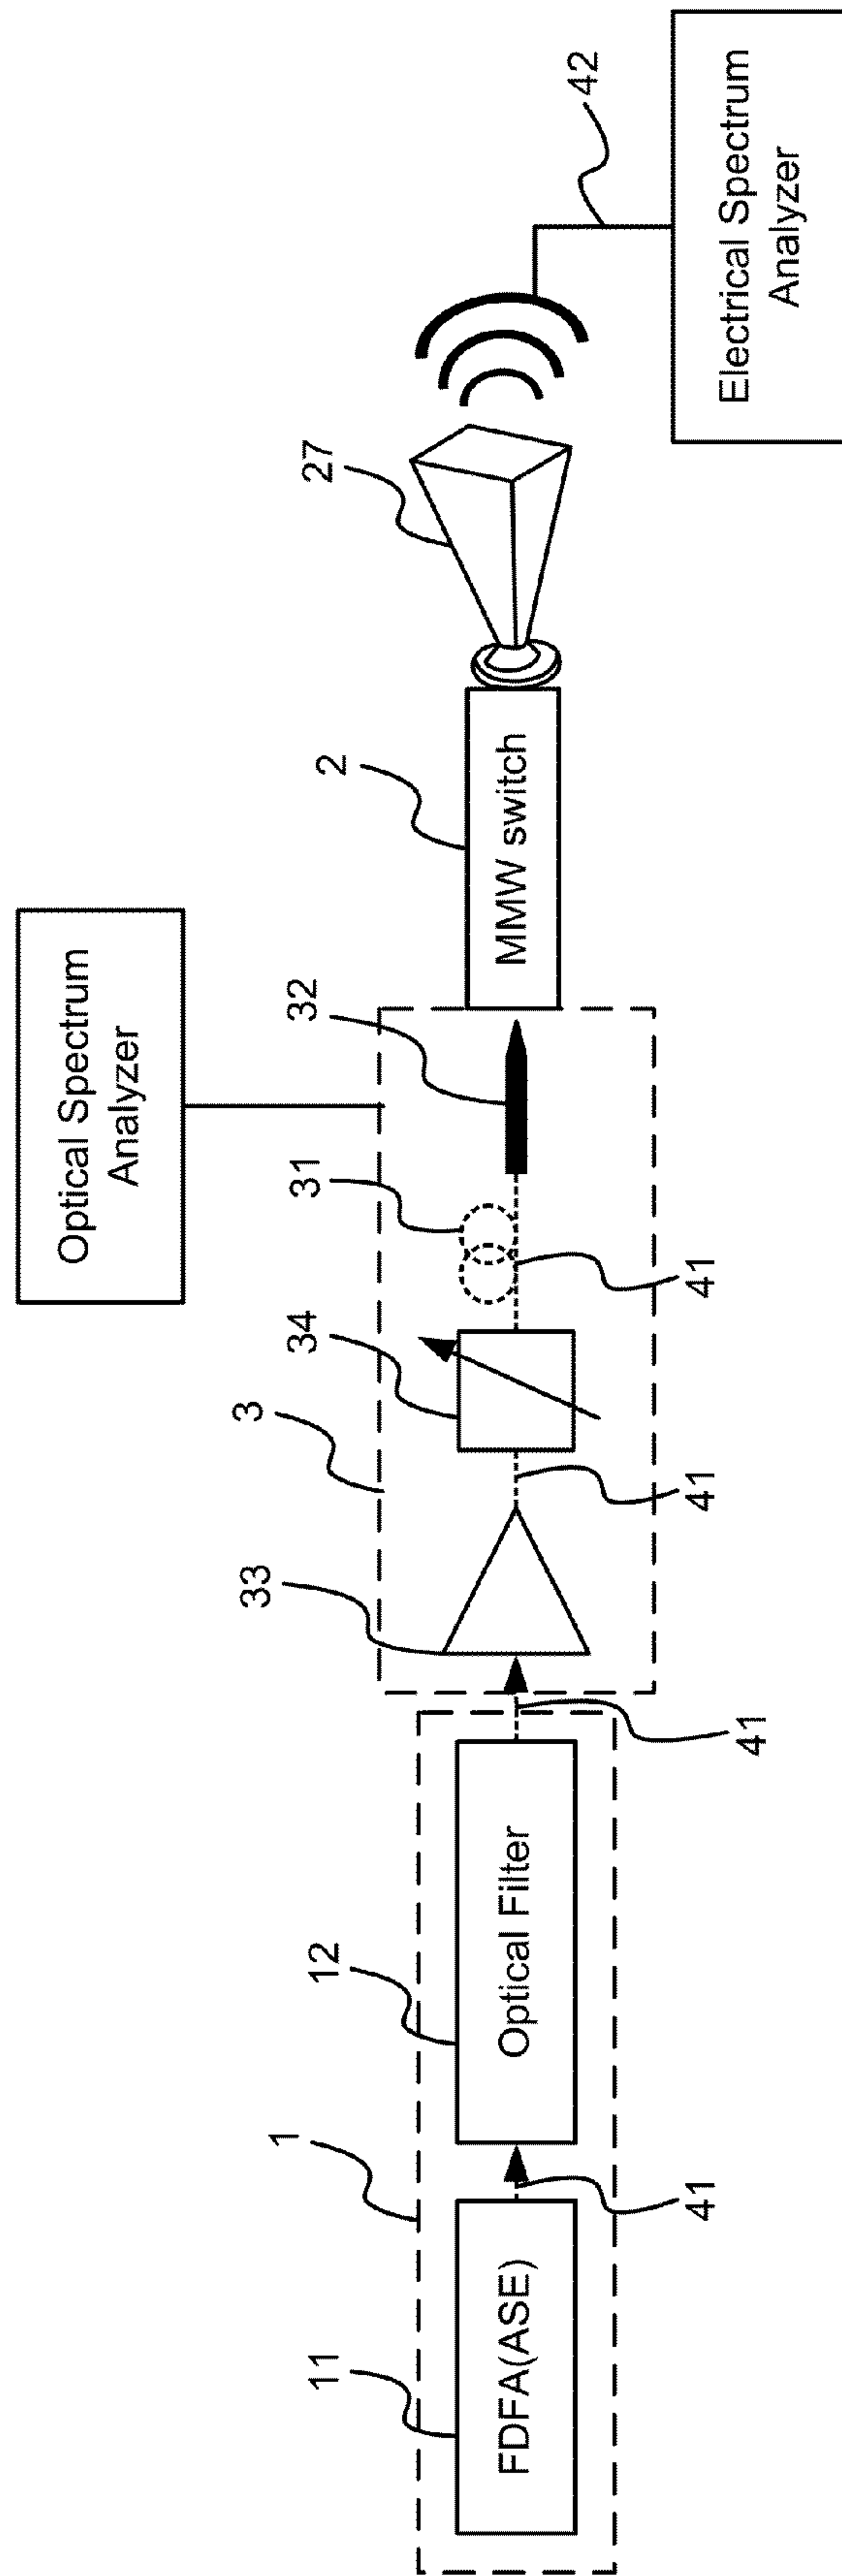 Optical Spectrum
Analyzer
Electrical Spectrum
Analyzer
42
27
2
MMW switch
32
31
34
3
33
41
41
41
12
Optical Filter
1
11
FDFA(ASE)
41